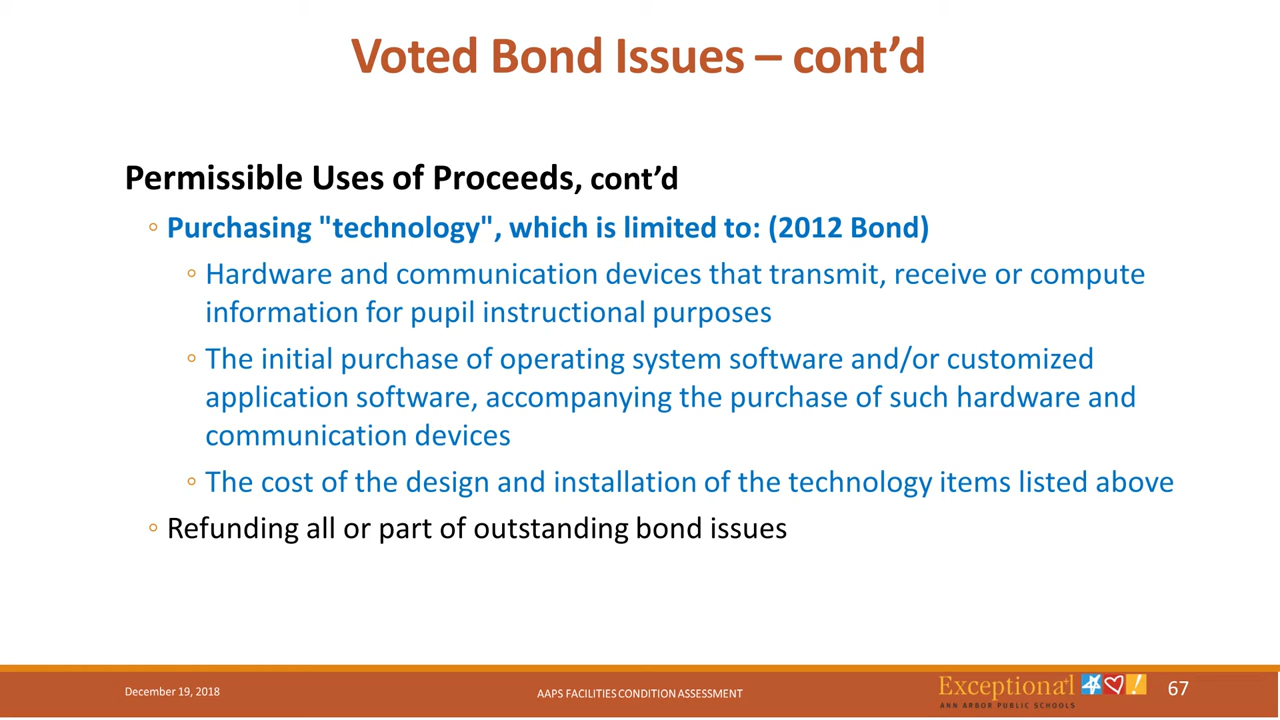 Voted Bond Issues – cont’d
Permissible Uses of Proceeds, cont’d
◦ Purchasing "technology", which is limited to: (2012 Bond)
◦ Hardware and communication devices that transmit, receive or compute
information for pupil instructional purposes
◦ The initial purchase of operating system software and/or customized
application software, accompanying the purchase of such hardware and
communication devices
◦ The cost of the design and installation of the technology items listed above
◦ Refunding all or part of outstanding bond issues
December 19, 2018
AAPS FACILITIES CONDITION ASSESSMENT
Exceptional
ANN ARBOR PUBLIC SCHOOLS
67